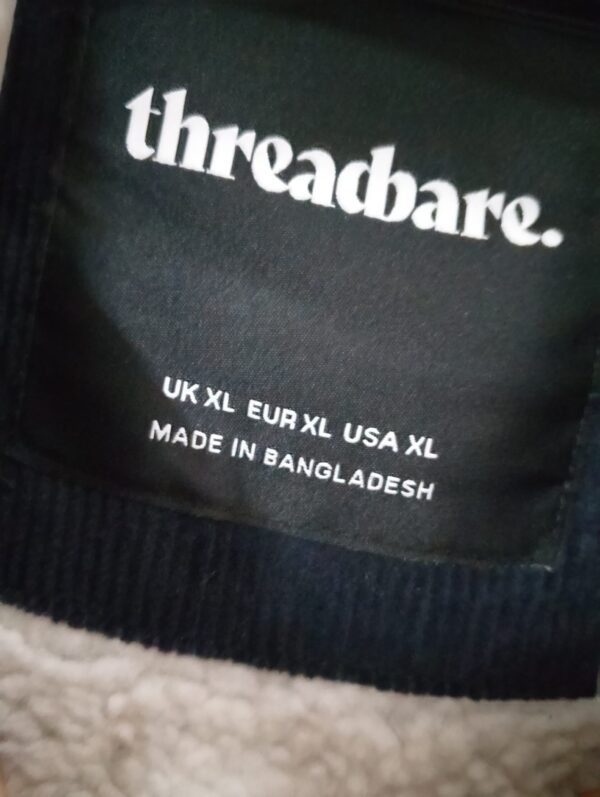 threadbare.
UK XL EUR XL USA XL
MADE IN BANGLADESH